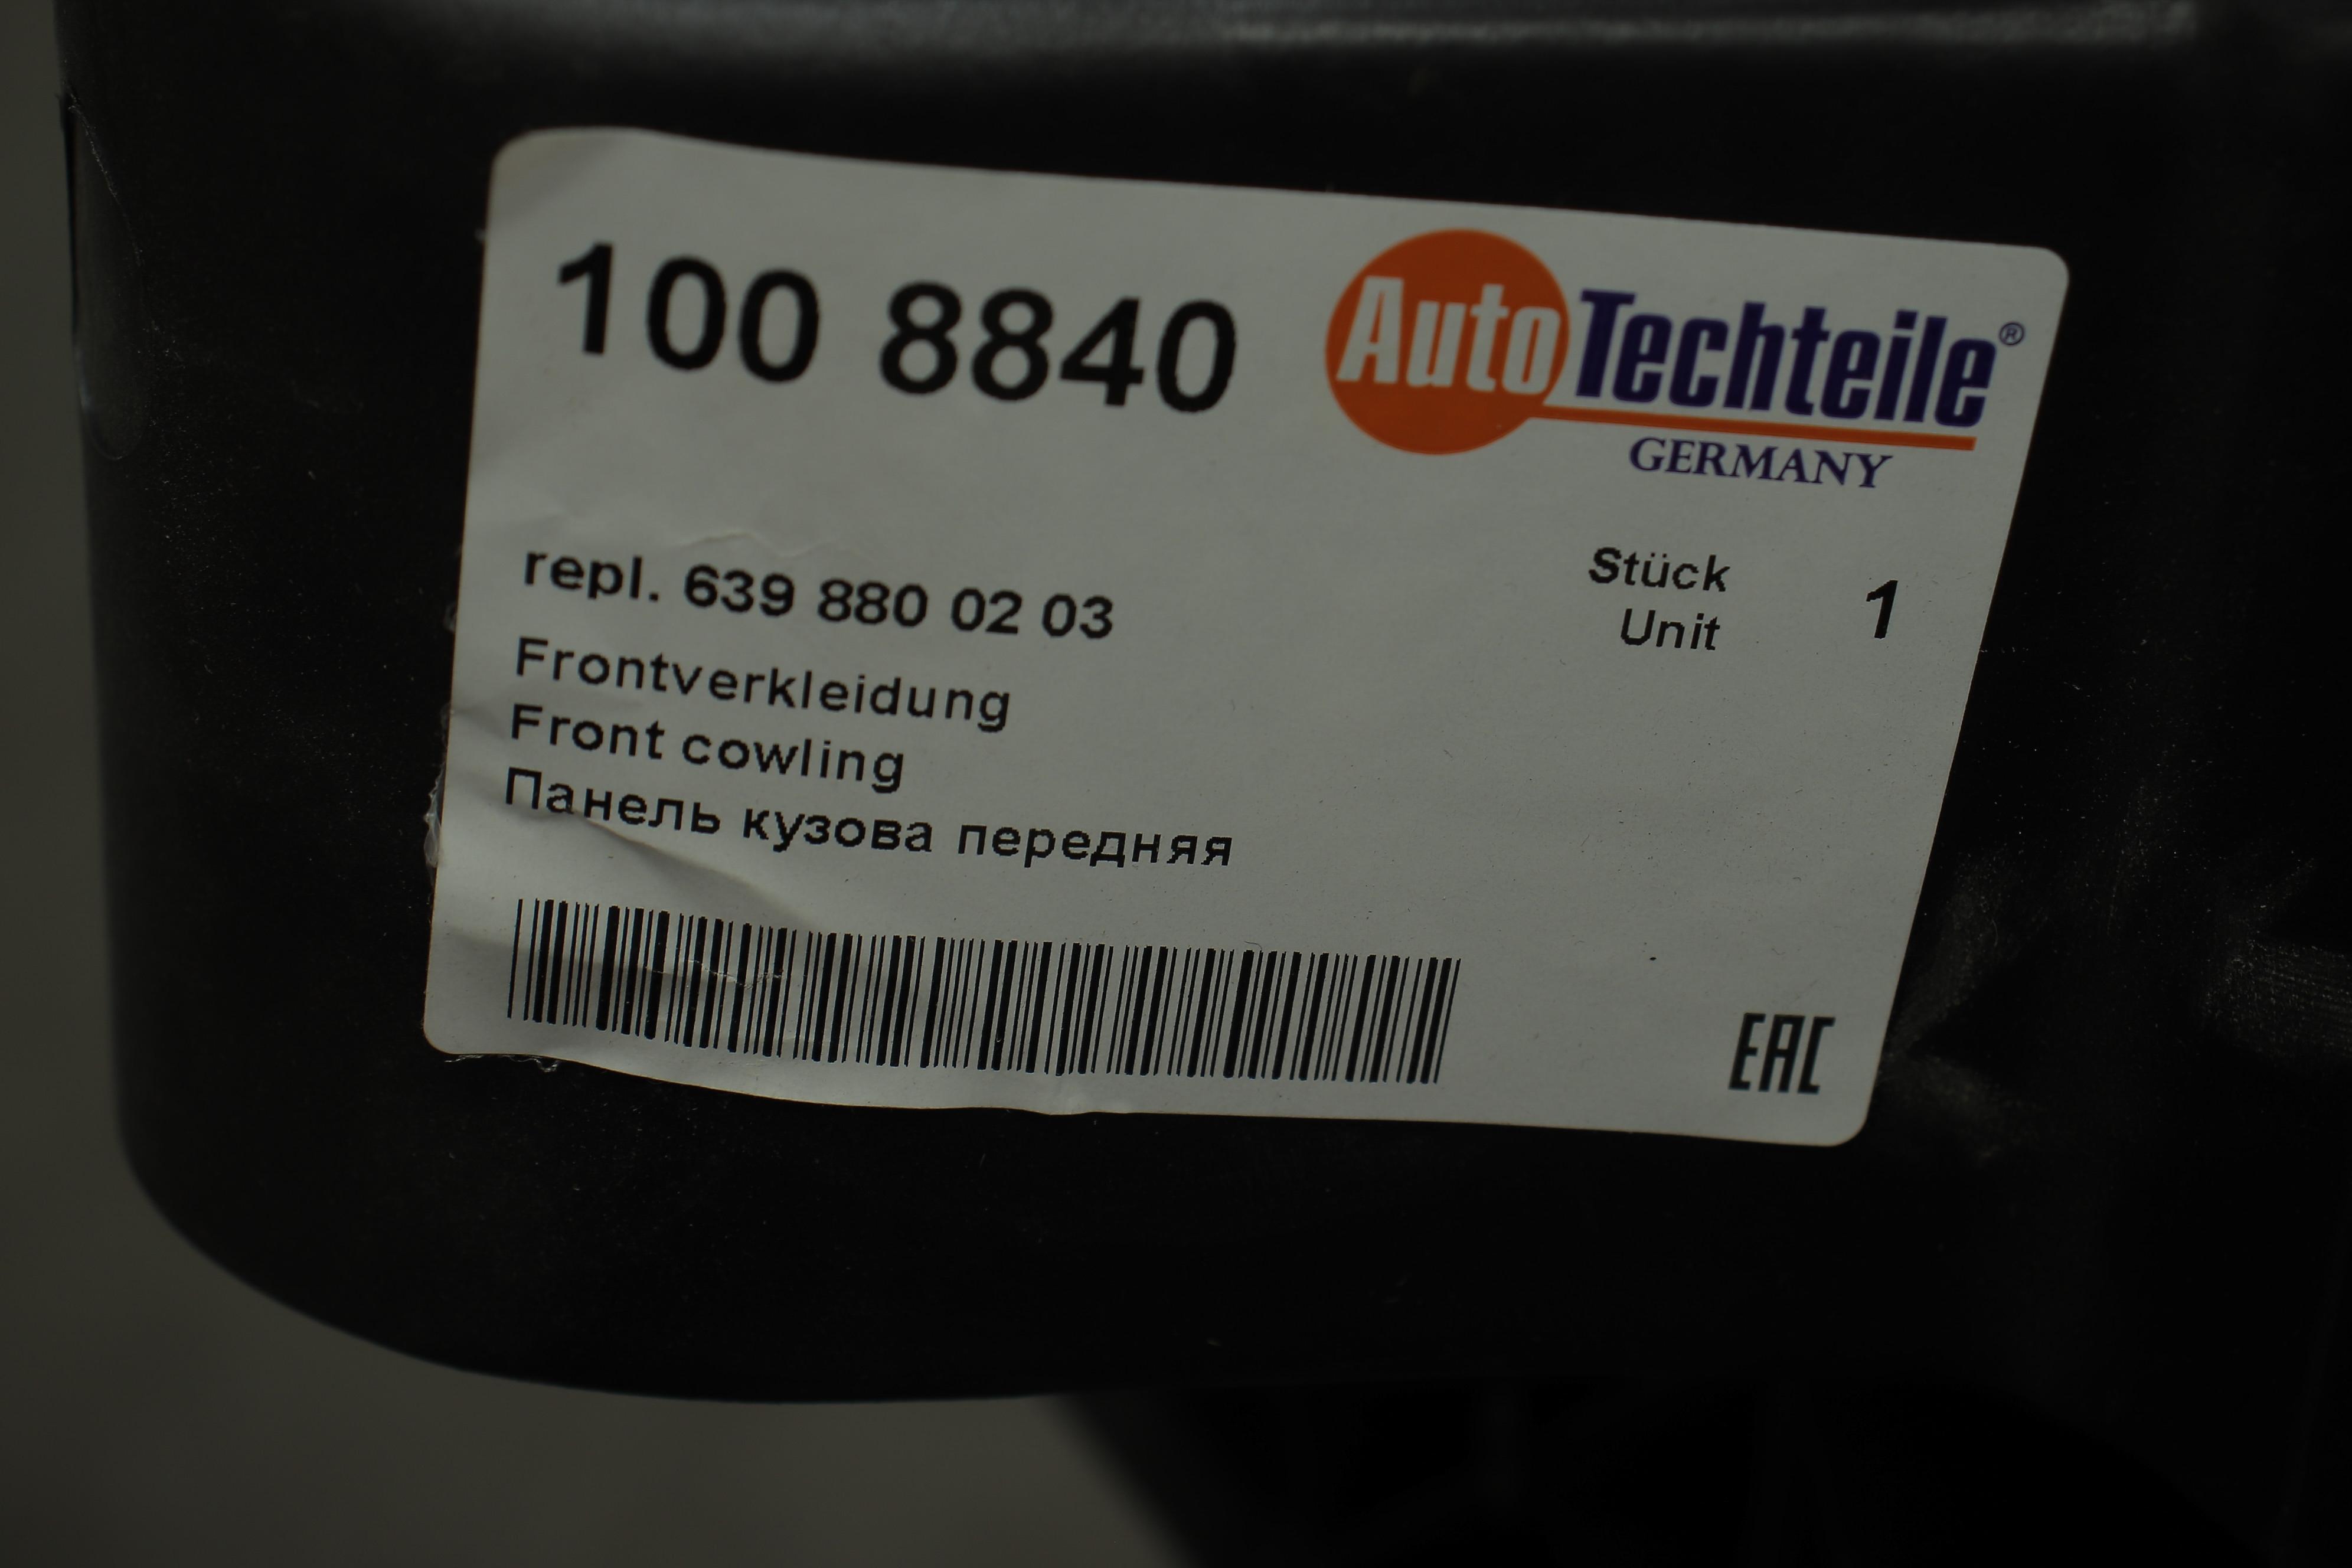 100 8840
AutoTechteile®
GERMANY
repl. 639 880 02 03
Stück
Unit
1
Frontverkleidung
Front cowling
Панель кузова передняя
EAC